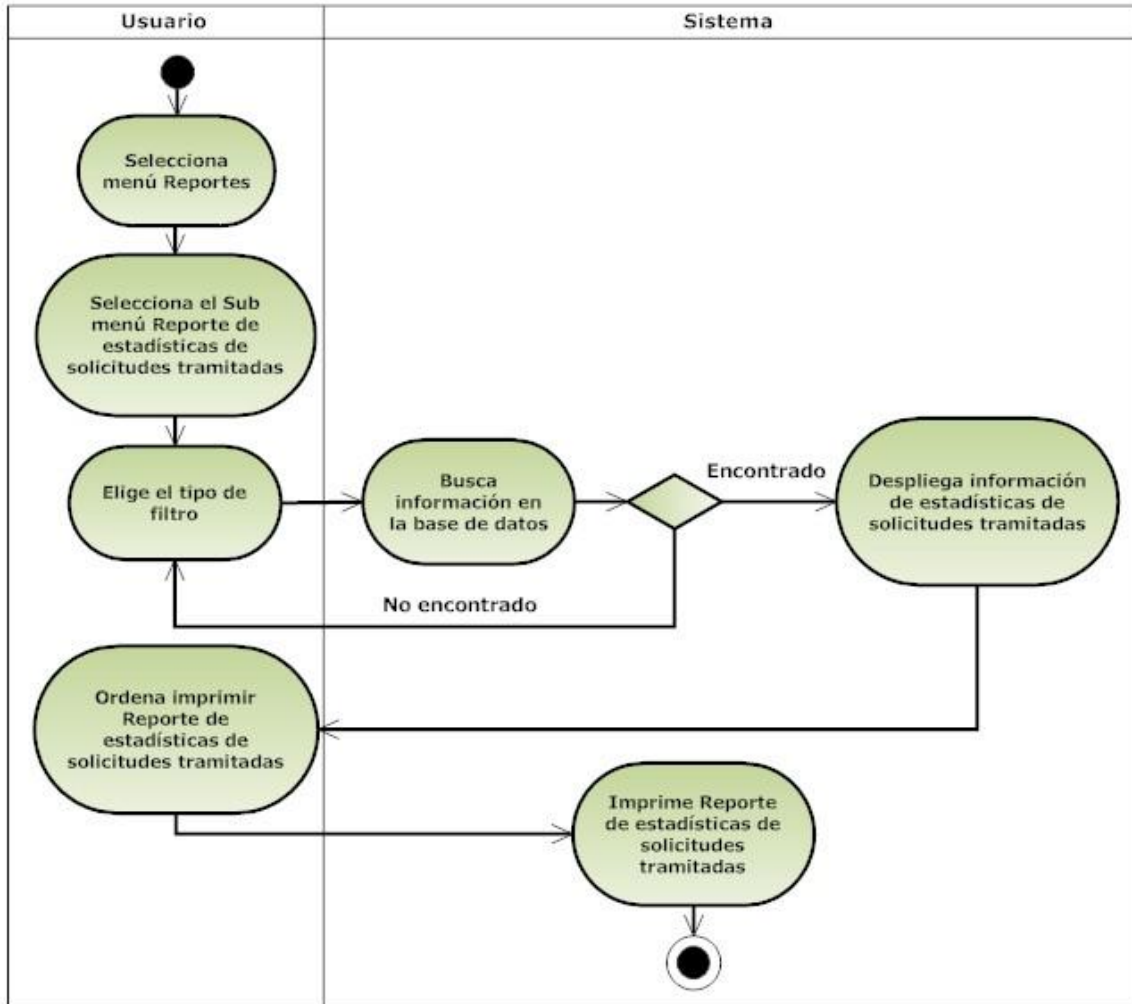 Usuario
Sistema
Selecciona
menú Reportes
Selecciona el Sub
menú Reporte de
estadísticas de
solicitudes tramitadas
Elige el tipo de
filtro
Busca
información en
la base de datos
Encontrado
Despliega información
de estadísticas de
solicitudes tramitadas
No encontrado
Ordena imprimir
Reporte de
estadísticas de
solicitudes tramitadas
Imprime Reporte
de estadísticas de
solicitudes
tramitadas